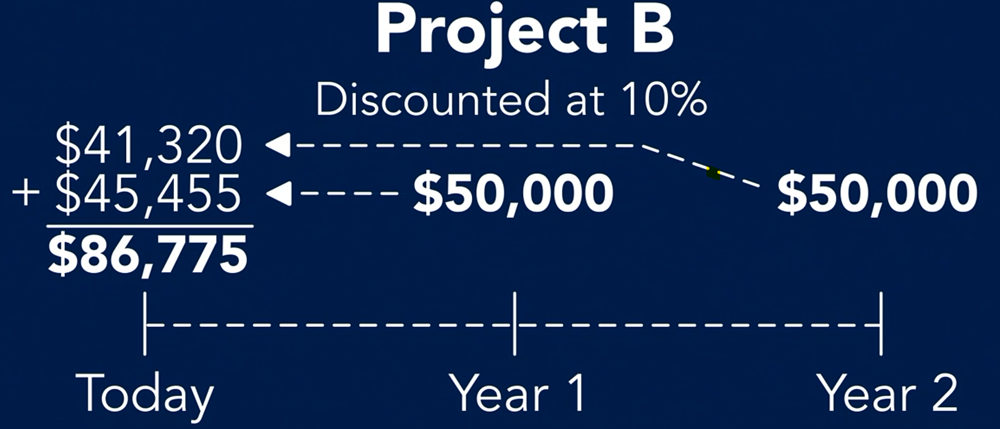 Project B
Discounted at 10%
$41,320
+ $45,455 $50,000 $50,000
$86,775
Today Year 1 Year 2